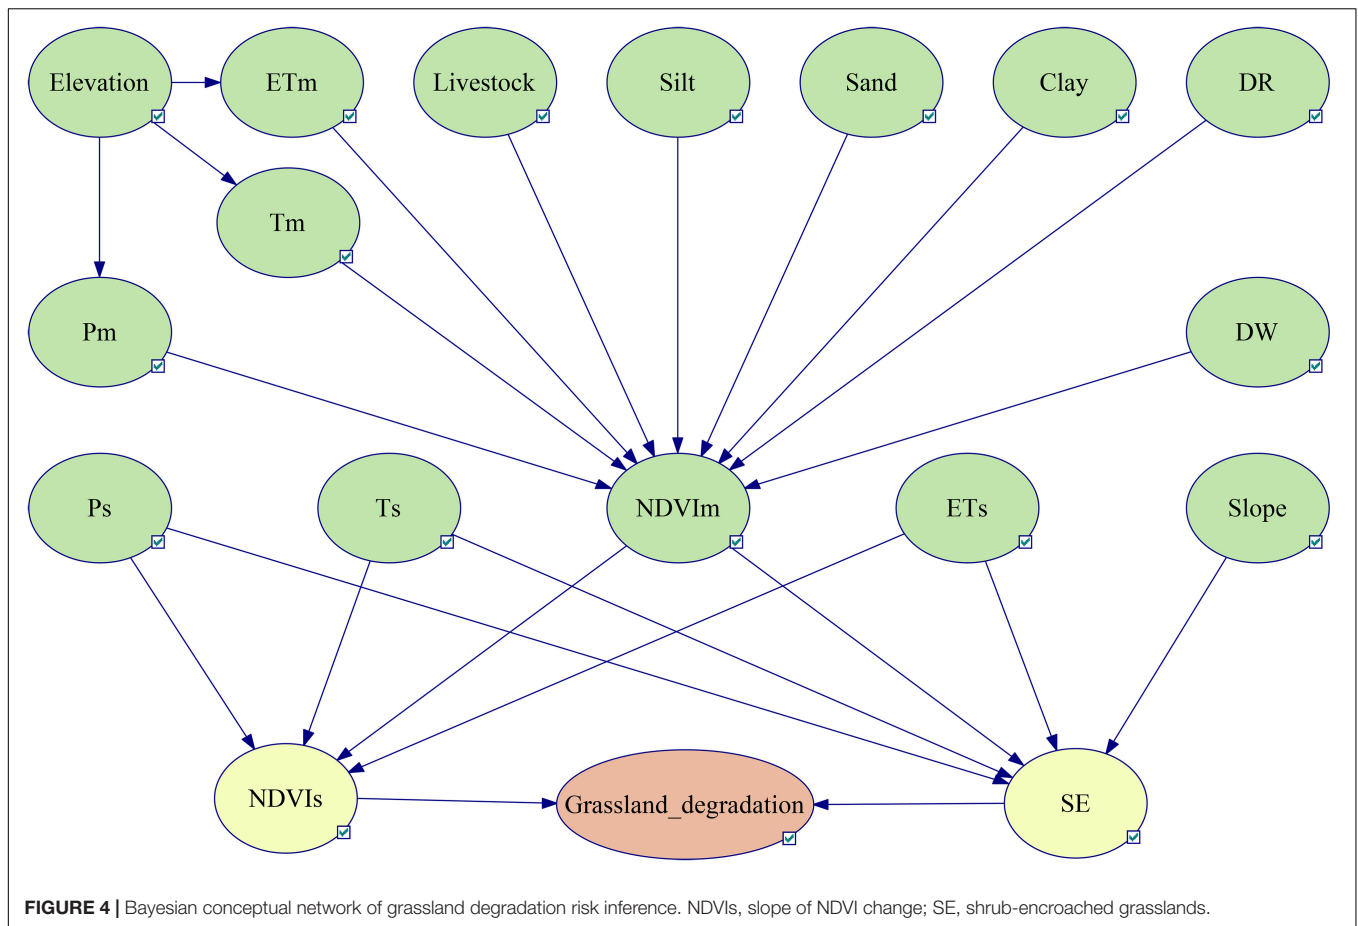 Elevation ETm Livestock Silt Sand Clay DR
Tm
Pm DW
Ps Ts NDVIm ETs Slope
NDVIs Grassland_degradation SE
FIGURE 4 | Bayesian conceptual network of grassland degradation risk inference. NDVIs, slope of NDVI change; SE, shrub-encroached grasslands.